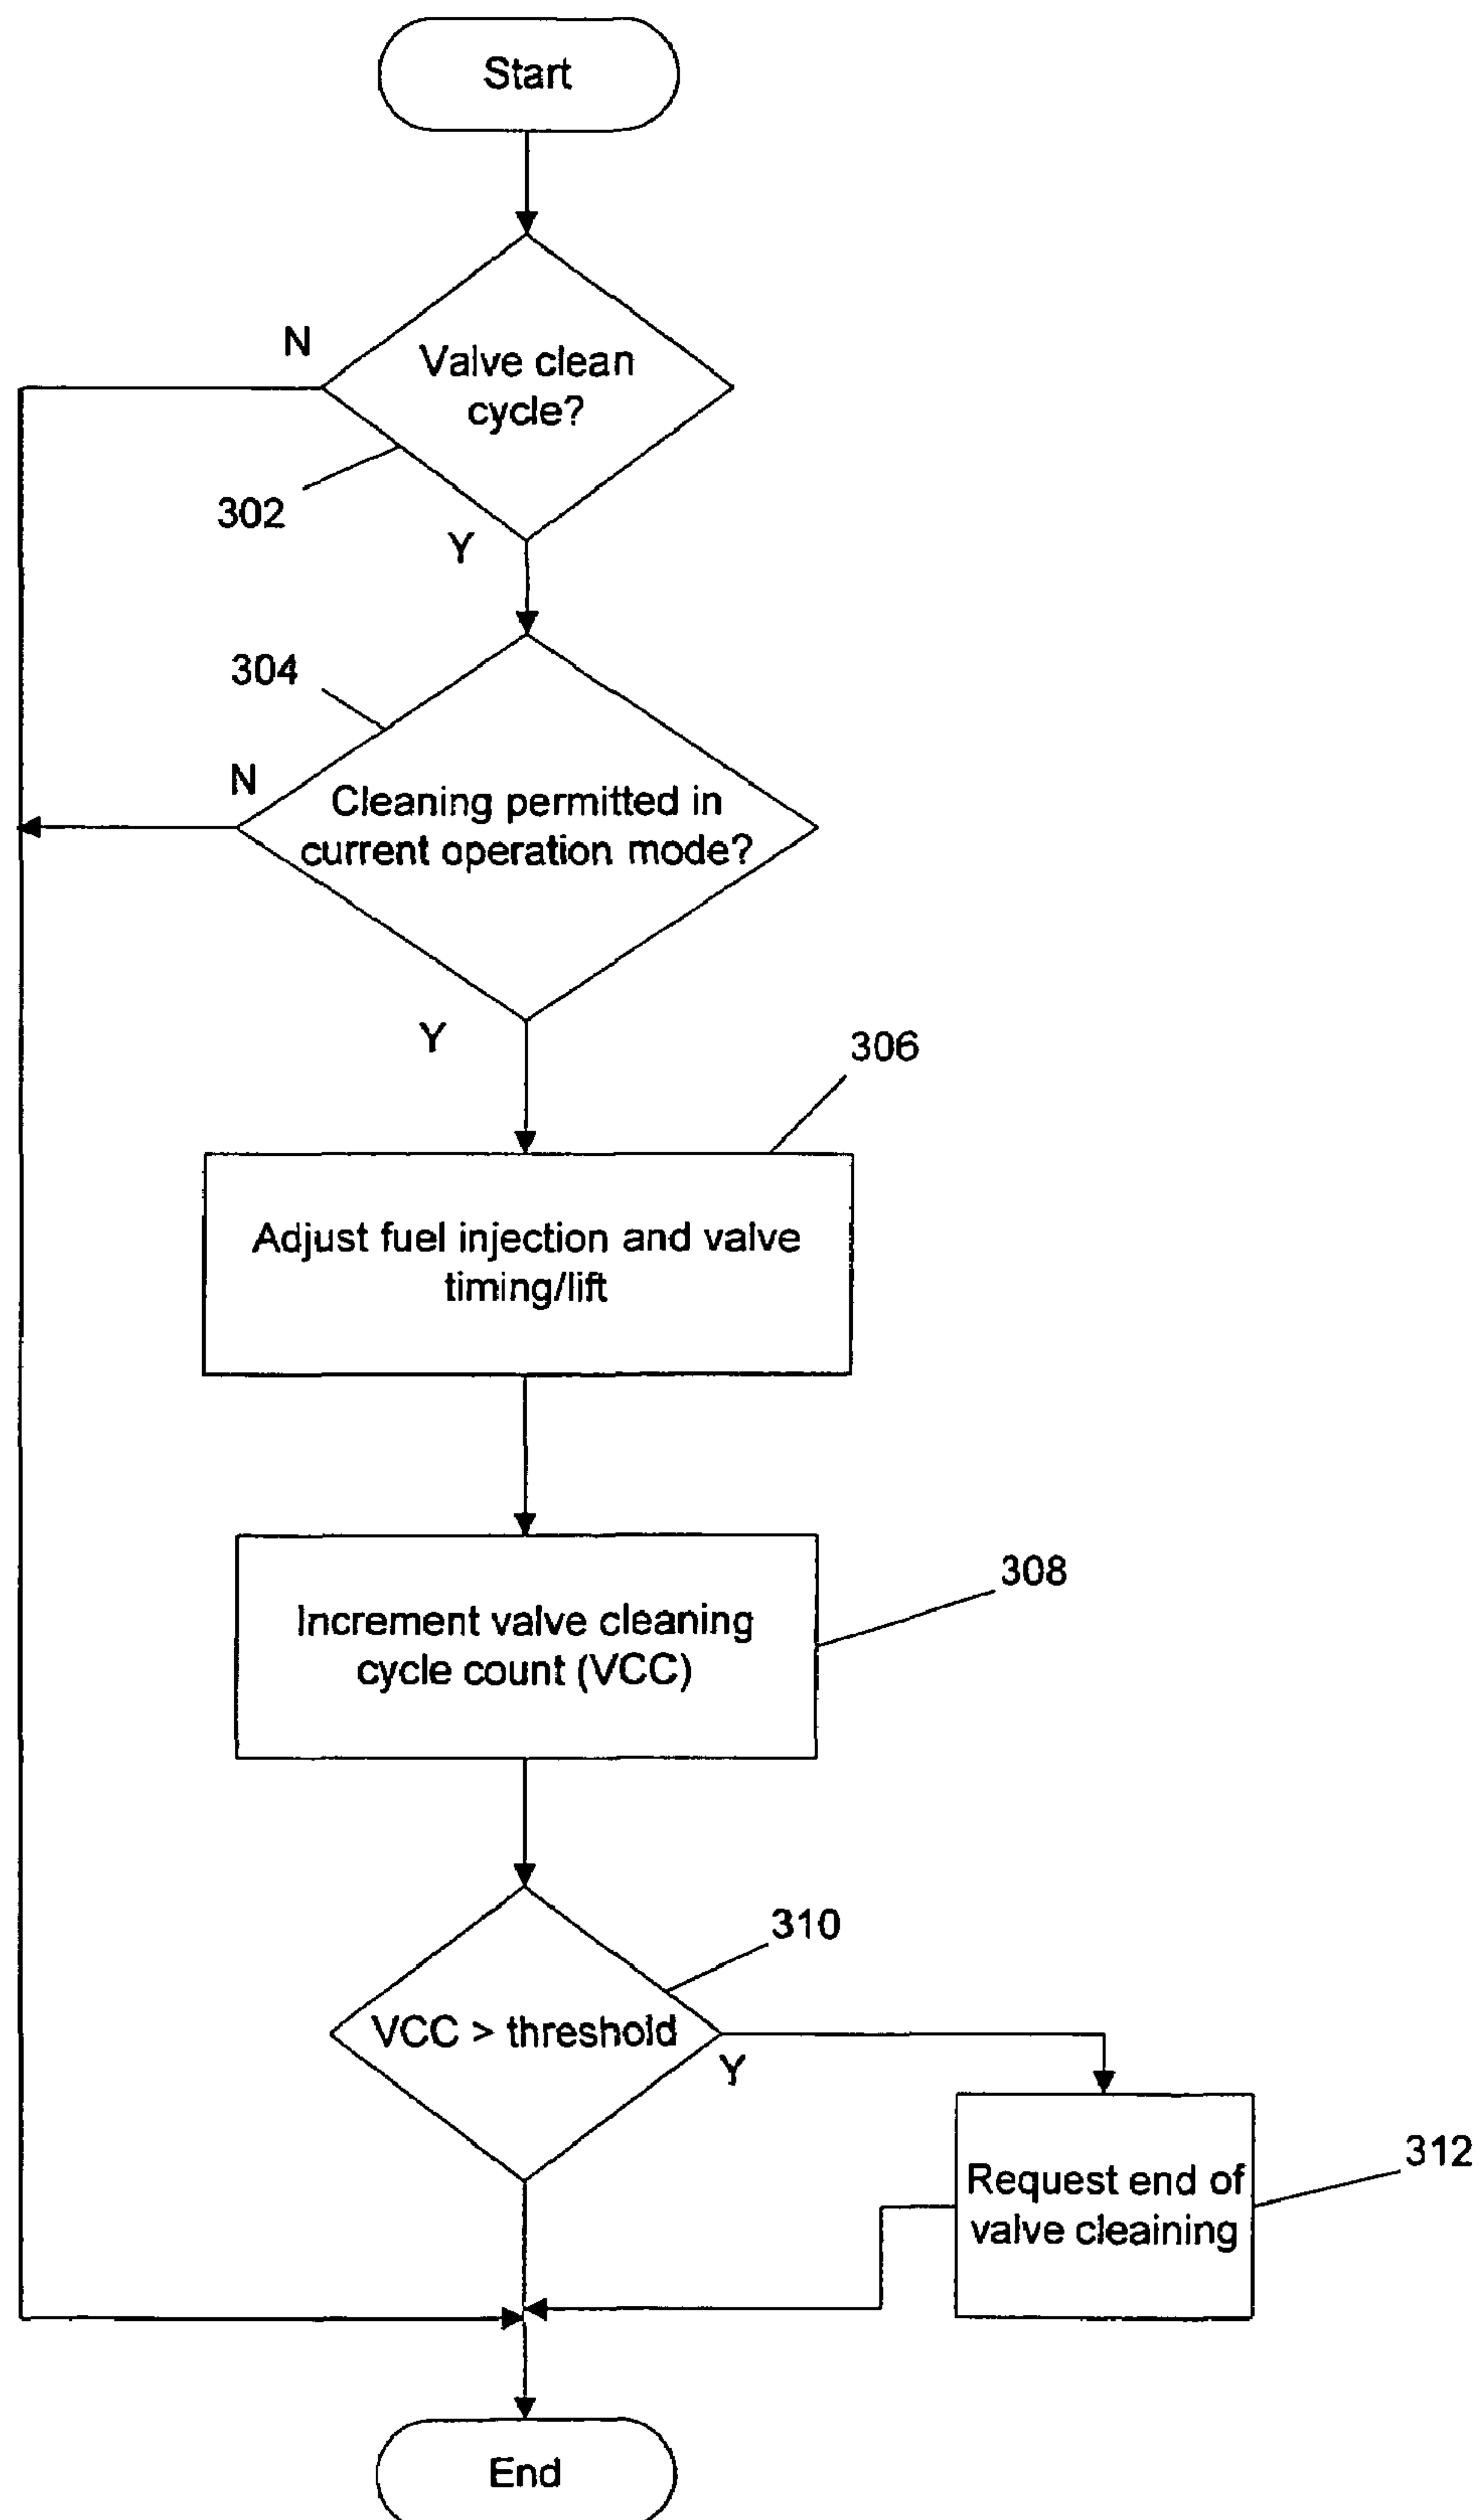 Start
N
Valve clean
cycle?
302
Y
304
N
Cleaning permitted in
current operation mode?
Y
306
Adjust fuel injection and valve
timing/lift
308
Increment valve cleaning
cycle count (VCC)
310
VCC > threshold
Y
312
Request end of
valve cleaining
End